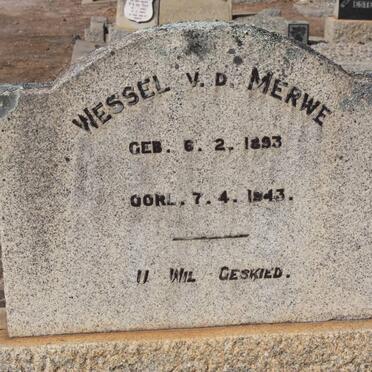 WESSEL V. D. MERWE
GEB. 6. 2. 1893
OORL. 7. 4. 1943.
U WIL GESKIED.